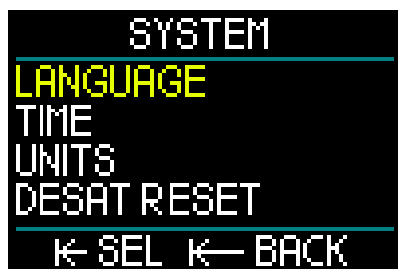 SYSTEM
LANGUAGE
TIME
UNITS
DESAT RESET
SEL BACK